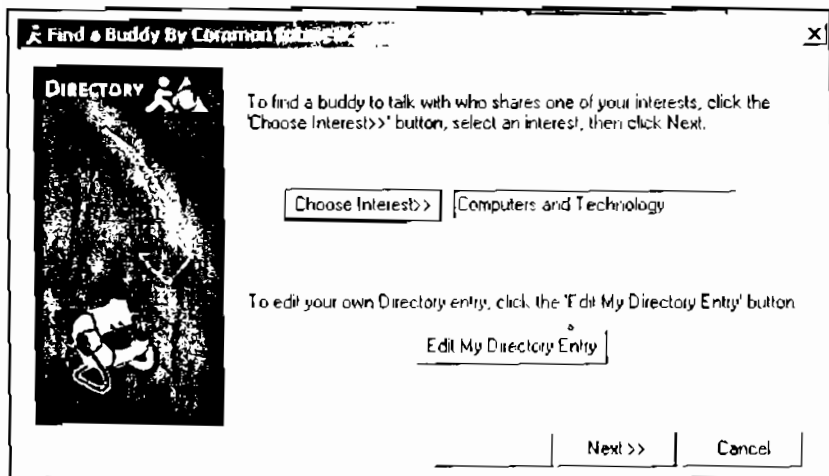 Find a Buddy By Common
DIRECTORY
To find a buddy to talk with who shares one of your interests, click the
'Choose Interest>>' button, select an interest, then click Next.
Choose Interest>>
Computers and Technology
To edit your own Directory entry, click the 'Edit My Directory Entry' button
Edit My Directory Entry
Next >>
Cancel